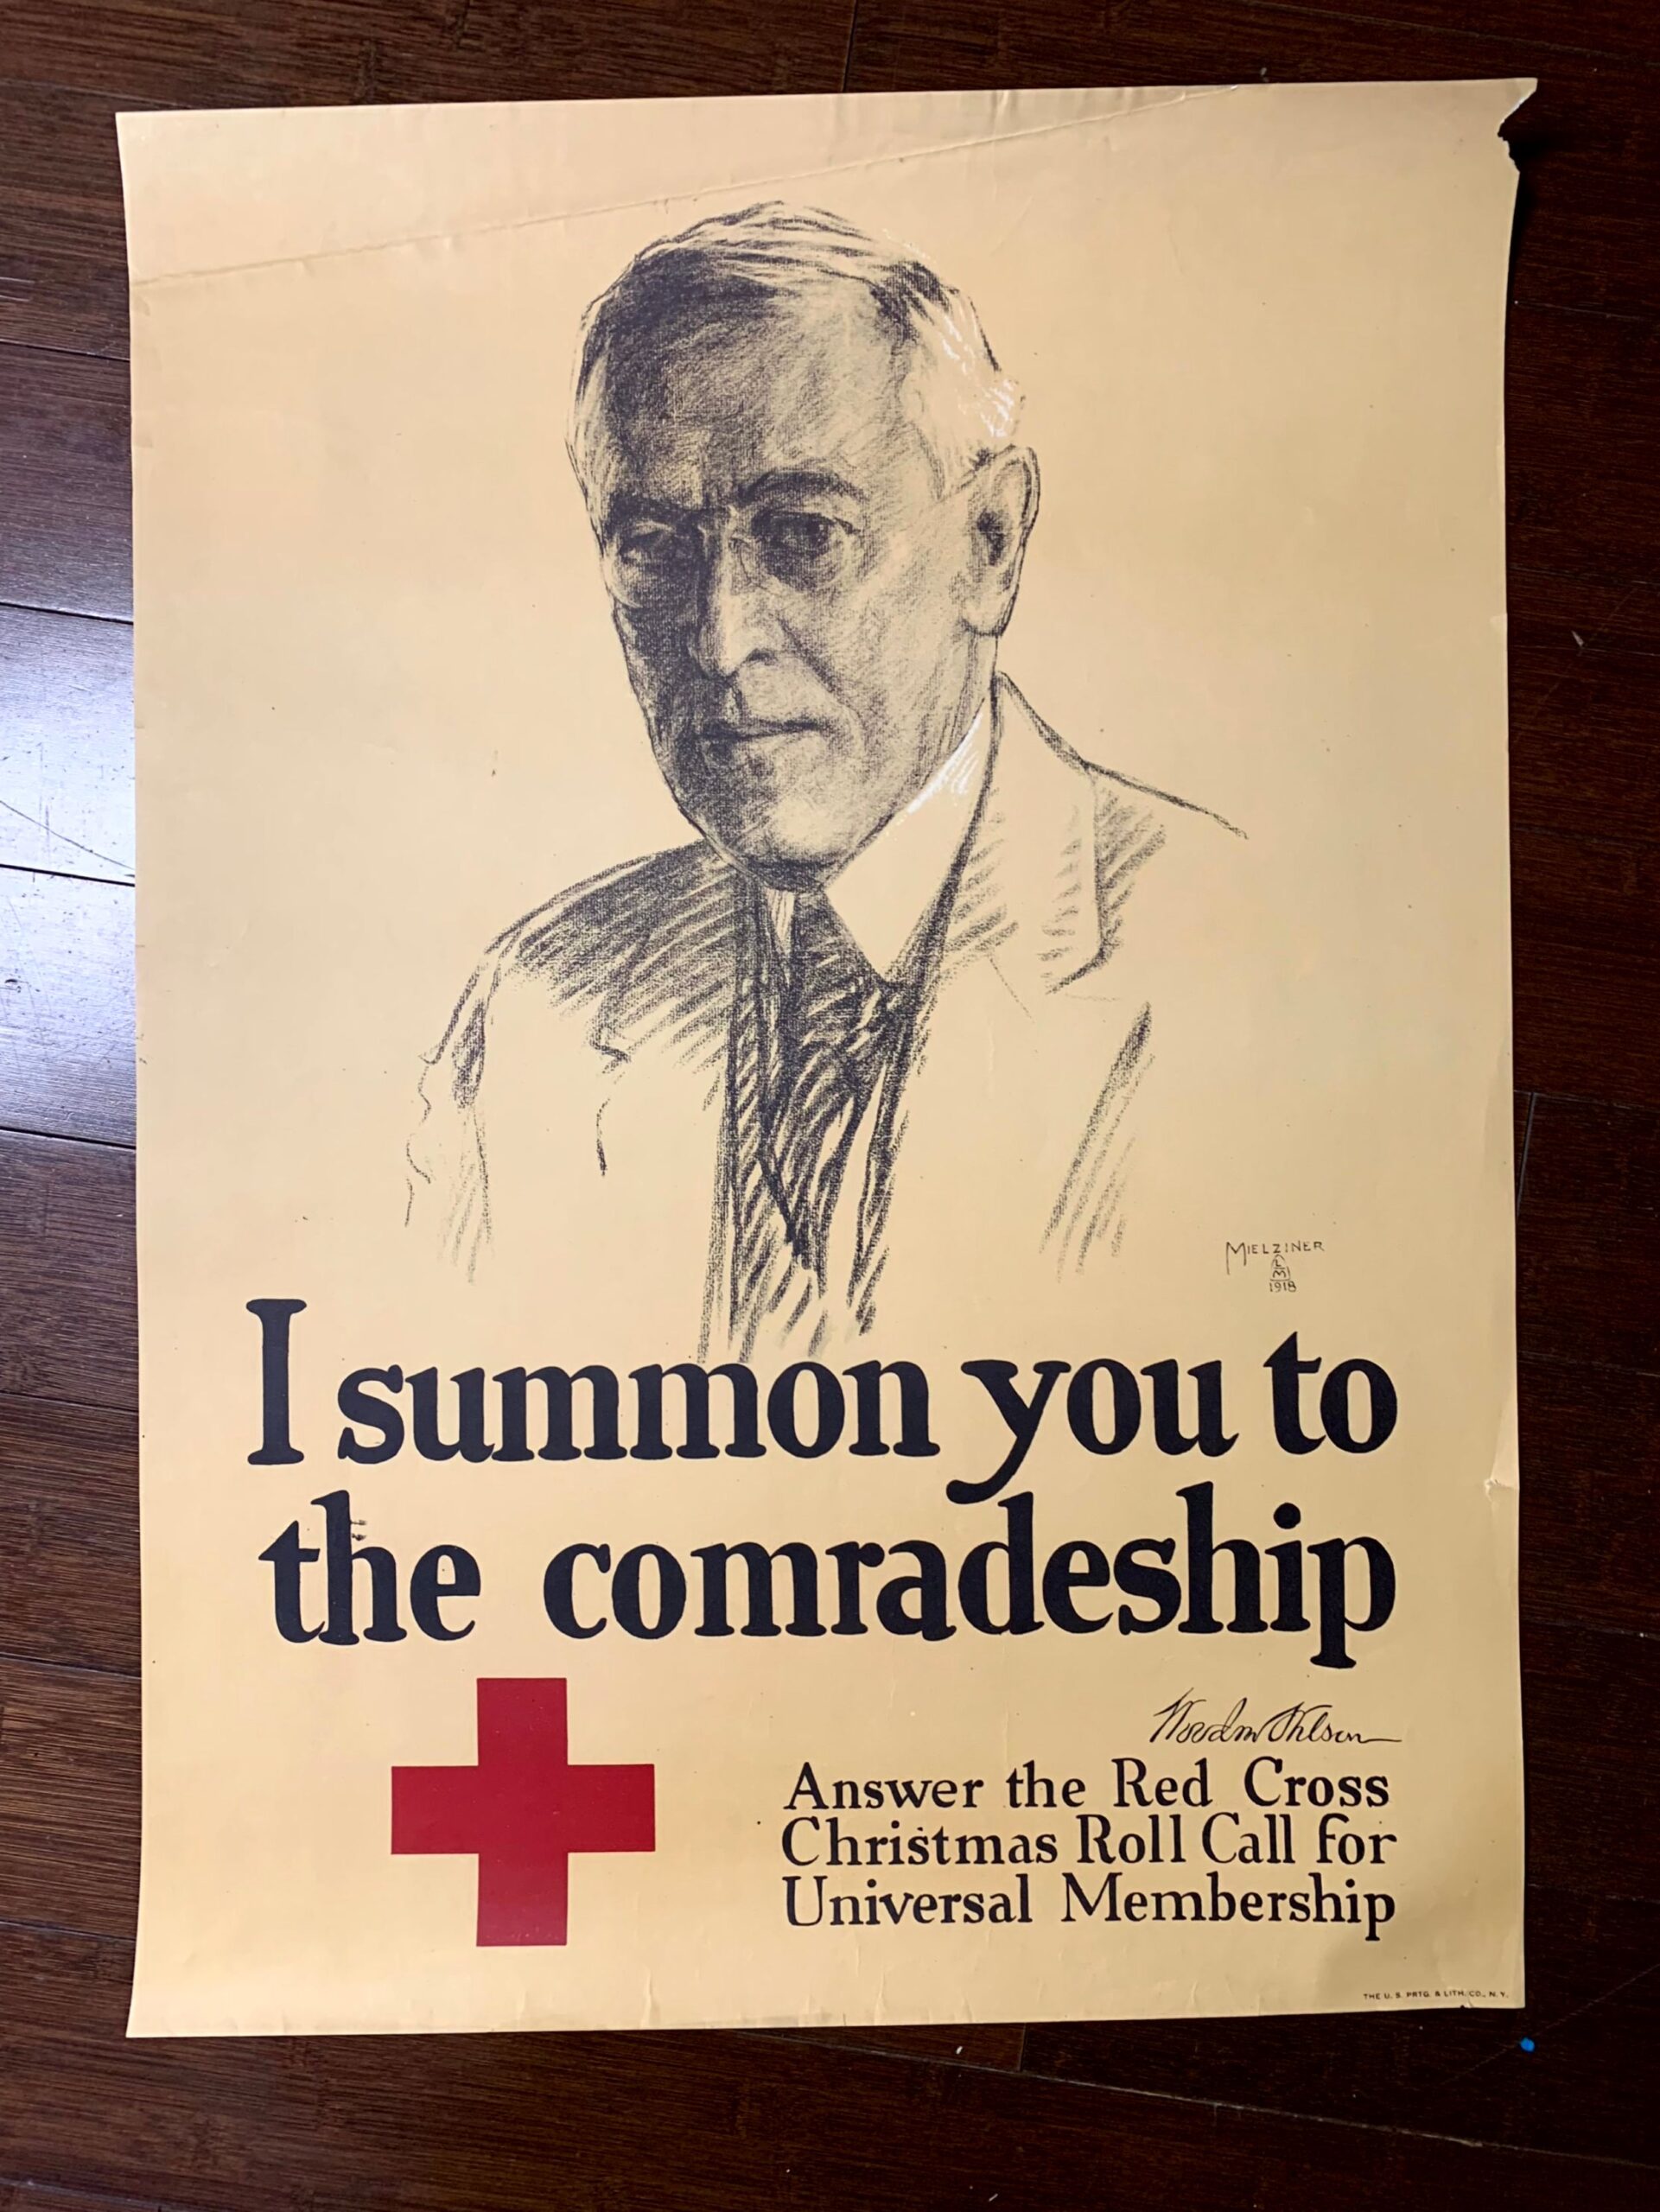 MIELZINER
LM
1918
I summon you to
the comradeship
Woodrow Wilson
Answer the Red Cross
Christmas Roll Call for
Universal Membership
THE U. S. PRTG. & LITH. CO., N. Y.